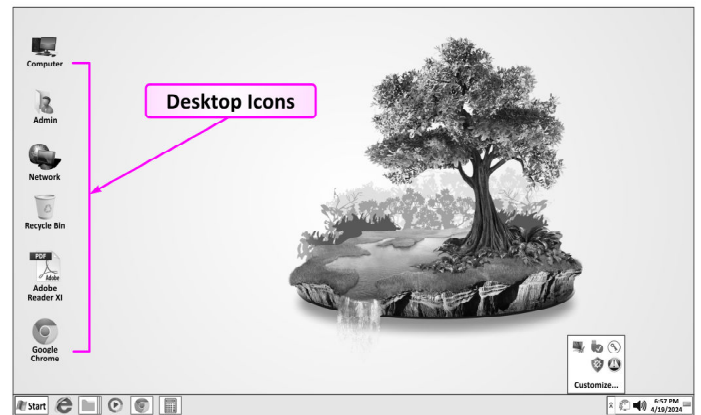 Computer
Desktop Icons
Admin
Network
Recycle Bin
PDF
Adobe
Adobe
Reader XI
Google
Chrome
Customize...
Start
6:57 PM
4/19/2024